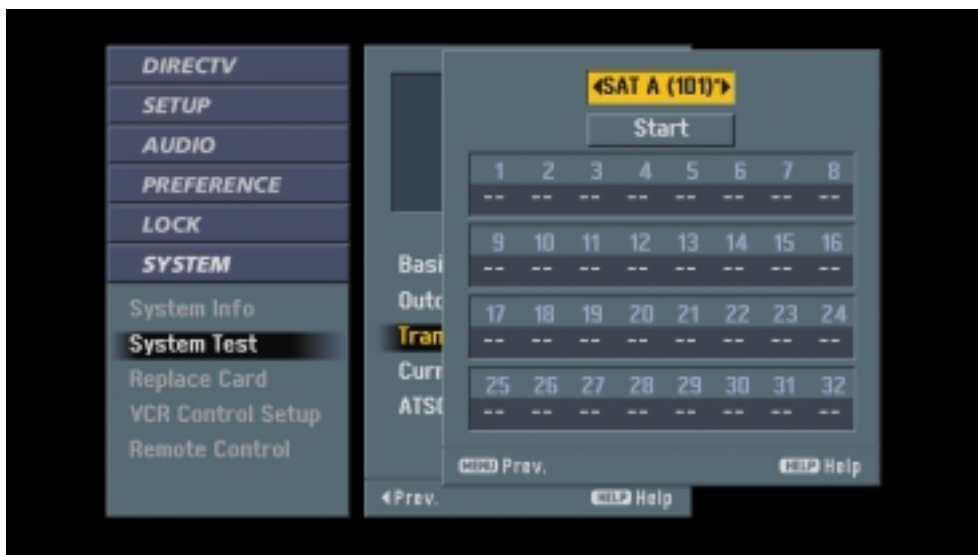 DIRECTV
SETUP
AUDIO
PREFERENCE
LOCK
SYSTEM
System Info
System Test
Replace Card
VCR Control Setup
Remote Control
Basi
Outd
Tran
Curr
ATSC
◀Prev.
HELP Help
◀SAT A (101)°▶
Start
1 2 3 4 5 6 7 8
-- -- -- -- -- -- -- --
9 10 11 12 13 14 15 16
-- -- -- -- -- -- -- --
17 18 19 20 21 22 23 24
-- -- -- -- -- -- -- --
25 26 27 28 29 30 31 32
-- -- -- -- -- -- -- --
MENU Prev.
HELP Help